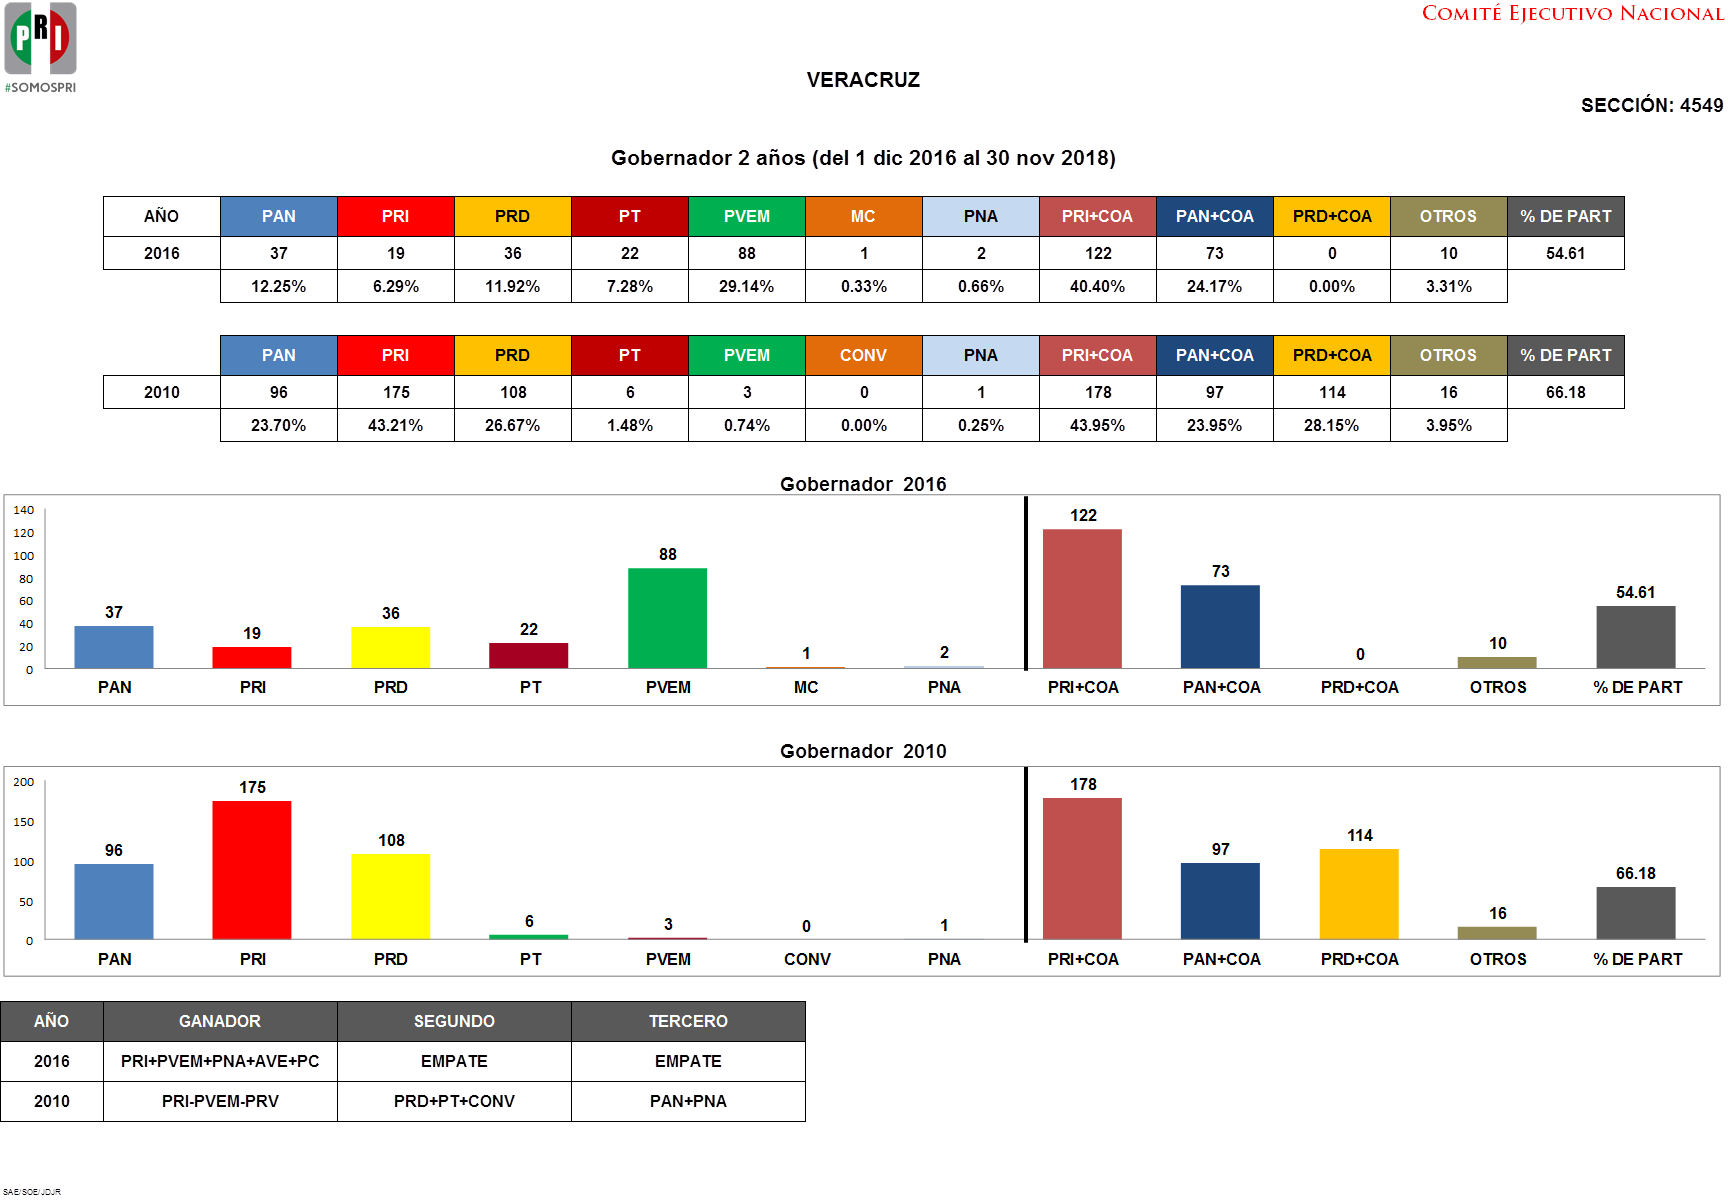 PRI
#SOMOSPRI
COMITÉ EJECUTIVO NACIONAL
VERACRUZ
SECCIÓN: 4549
Gobernador 2 años (del 1 dic 2016 al 30 nov 2018)
AÑO PAN PRI PRD PT PVEM MC PNA PRI+COA PAN+COA PRD+COA OTROS % DE PART
2016 37 19 36 22 88 1 2 122 73 0 10 54.61
12.25% 6.29% 11.92% 7.28% 29.14% 0.33% 0.66% 40.40% 24.17% 0.00% 3.31%
PAN PRI PRD PT PVEM CONV PNA PRI+COA PAN+COA PRD+COA OTROS % DE PART
2010 96 175 108 6 3 0 1 178 97 114 16 66.18
23.70% 43.21% 26.67% 1.48% 0.74% 0.00% 0.25% 43.95% 23.95% 28.15% 3.95%
Gobernador 2016
140
120
100
80
60
40
20
0
37 19 36 22 88 1 2 122 73 0 10 54.61
PAN PRI PRD PT PVEM MC PNA PRI+COA PAN+COA PRD+COA OTROS % DE PART
Gobernador 2010
200
150
100
50
0
96 175 108 6 3 0 1 178 97 114 16 66.18
PAN PRI PRD PT PVEM CONV PNA PRI+COA PAN+COA PRD+COA OTROS % DE PART
AÑO GANADOR SEGUNDO TERCERO
2016 PRI+PVEM+PNA+AVE+PC EMPATE EMPATE
2010 PRI-PVEM-PRV PRD+PT+CONV PAN+PNA
SAE/SOE/JDJR